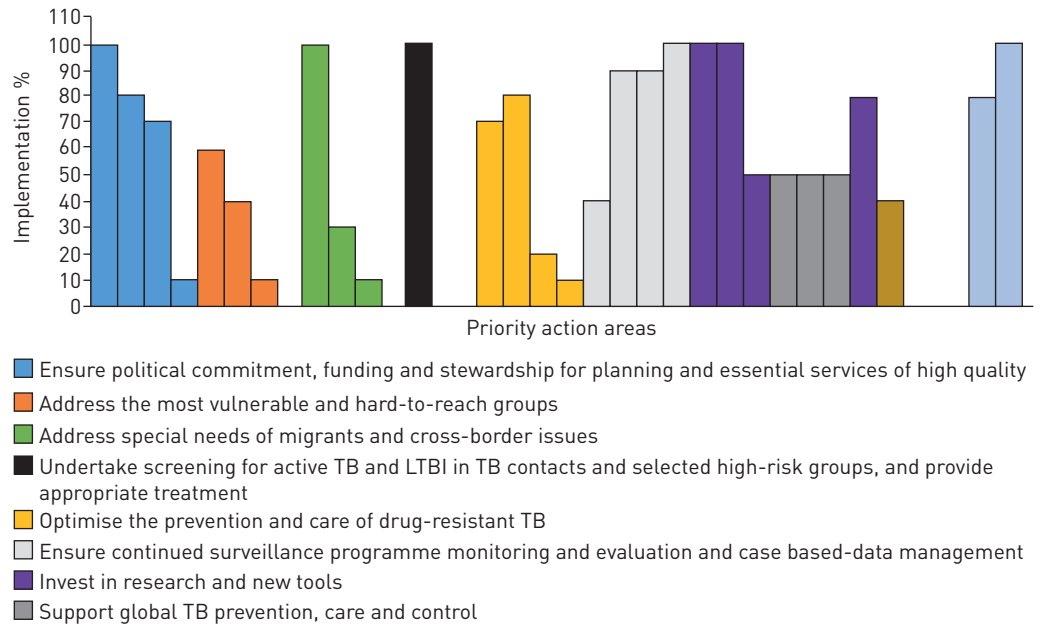 Implementation %
110
100
90
80
70
60
50
40
30
20
10
0
Priority action areas
Ensure political commitment, funding and stewardship for planning and essential services of high quality
Address the most vulnerable and hard-to-reach groups
Address special needs of migrants and cross-border issues
Undertake screening for active TB and LTBI in TB contacts and selected high-risk groups, and provide
appropriate treatment
Optimise the prevention and care of drug-resistant TB
Ensure continued surveillance programme monitoring and evaluation and case based-data management
Invest in research and new tools
Support global TB prevention, care and control